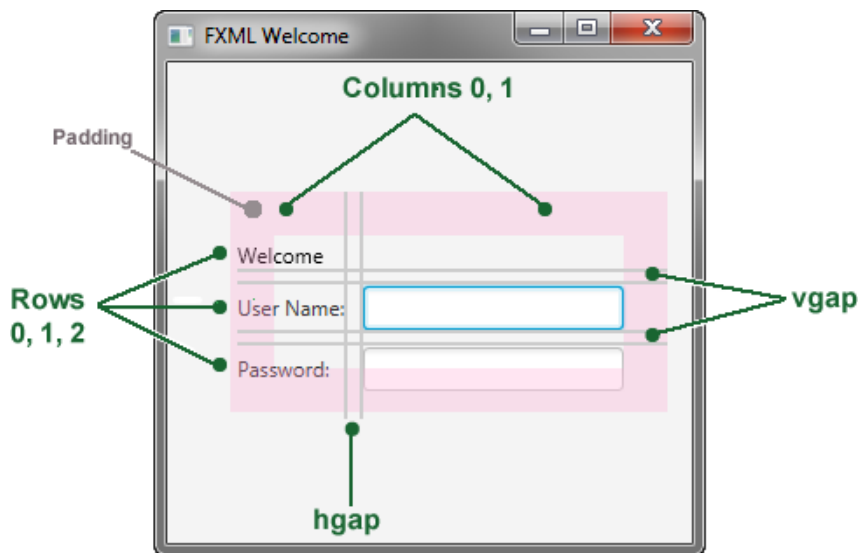 FXML Welcome
Columns 0, 1
Padding
Welcome
Rows
0, 1, 2
User Name:
vgap
Password:
hgap